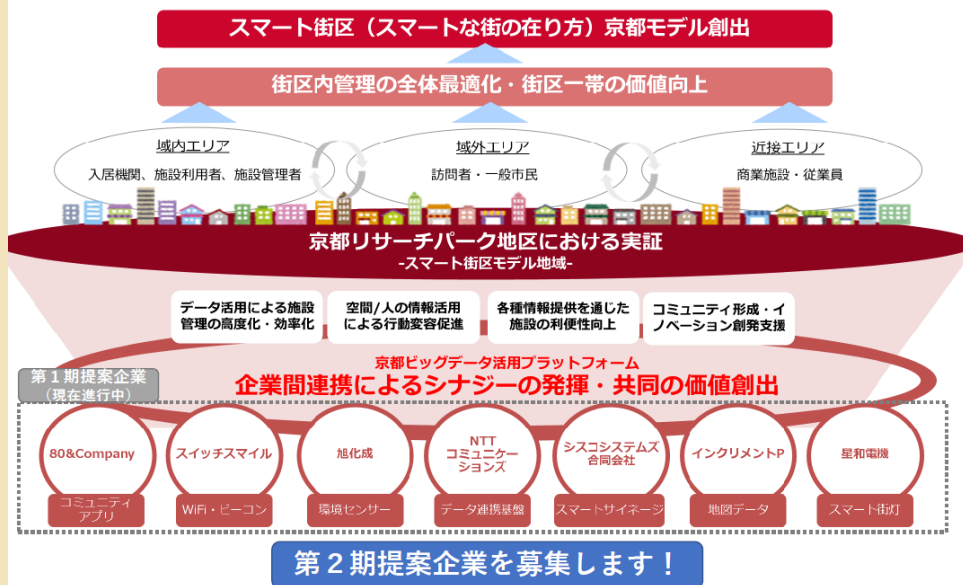 スマート街区（スマートな街の在り方）京都モデル創出
街区内管理の全体最適化・街区一帯の価値向上
域内エリア
入居機関、施設利用者、施設管理者
域外エリア
訪問者・一般市民
近接エリア
商業施設・従業員
京都リサーチパーク地区における実証
-スマート街区モデル地域-
データ活用による施設
管理の高度化・効率化
空間/人の情報活用
による行動変容促進
各種情報提供を通じた
施設の利便性向上
コミュニティ形成・イ
ノベーション創発支援
京都ビッグデータ活用プラットフォーム
企業間連携によるシナジーの発揮・共同の価値創出
第１期提案企業
（現在進行中）
80&Company
コミュニティ
アプリ
スイッチスマイル
WiFi・ビーコン
旭化成
環境センサー
NTT
コミュニケー
ションズ
データ連携基盤
シスコシステムズ
合同会社
スマートサイネージ
インクリメントP
地図データ
星和電機
スマート街灯
第２期提案企業を募集します！